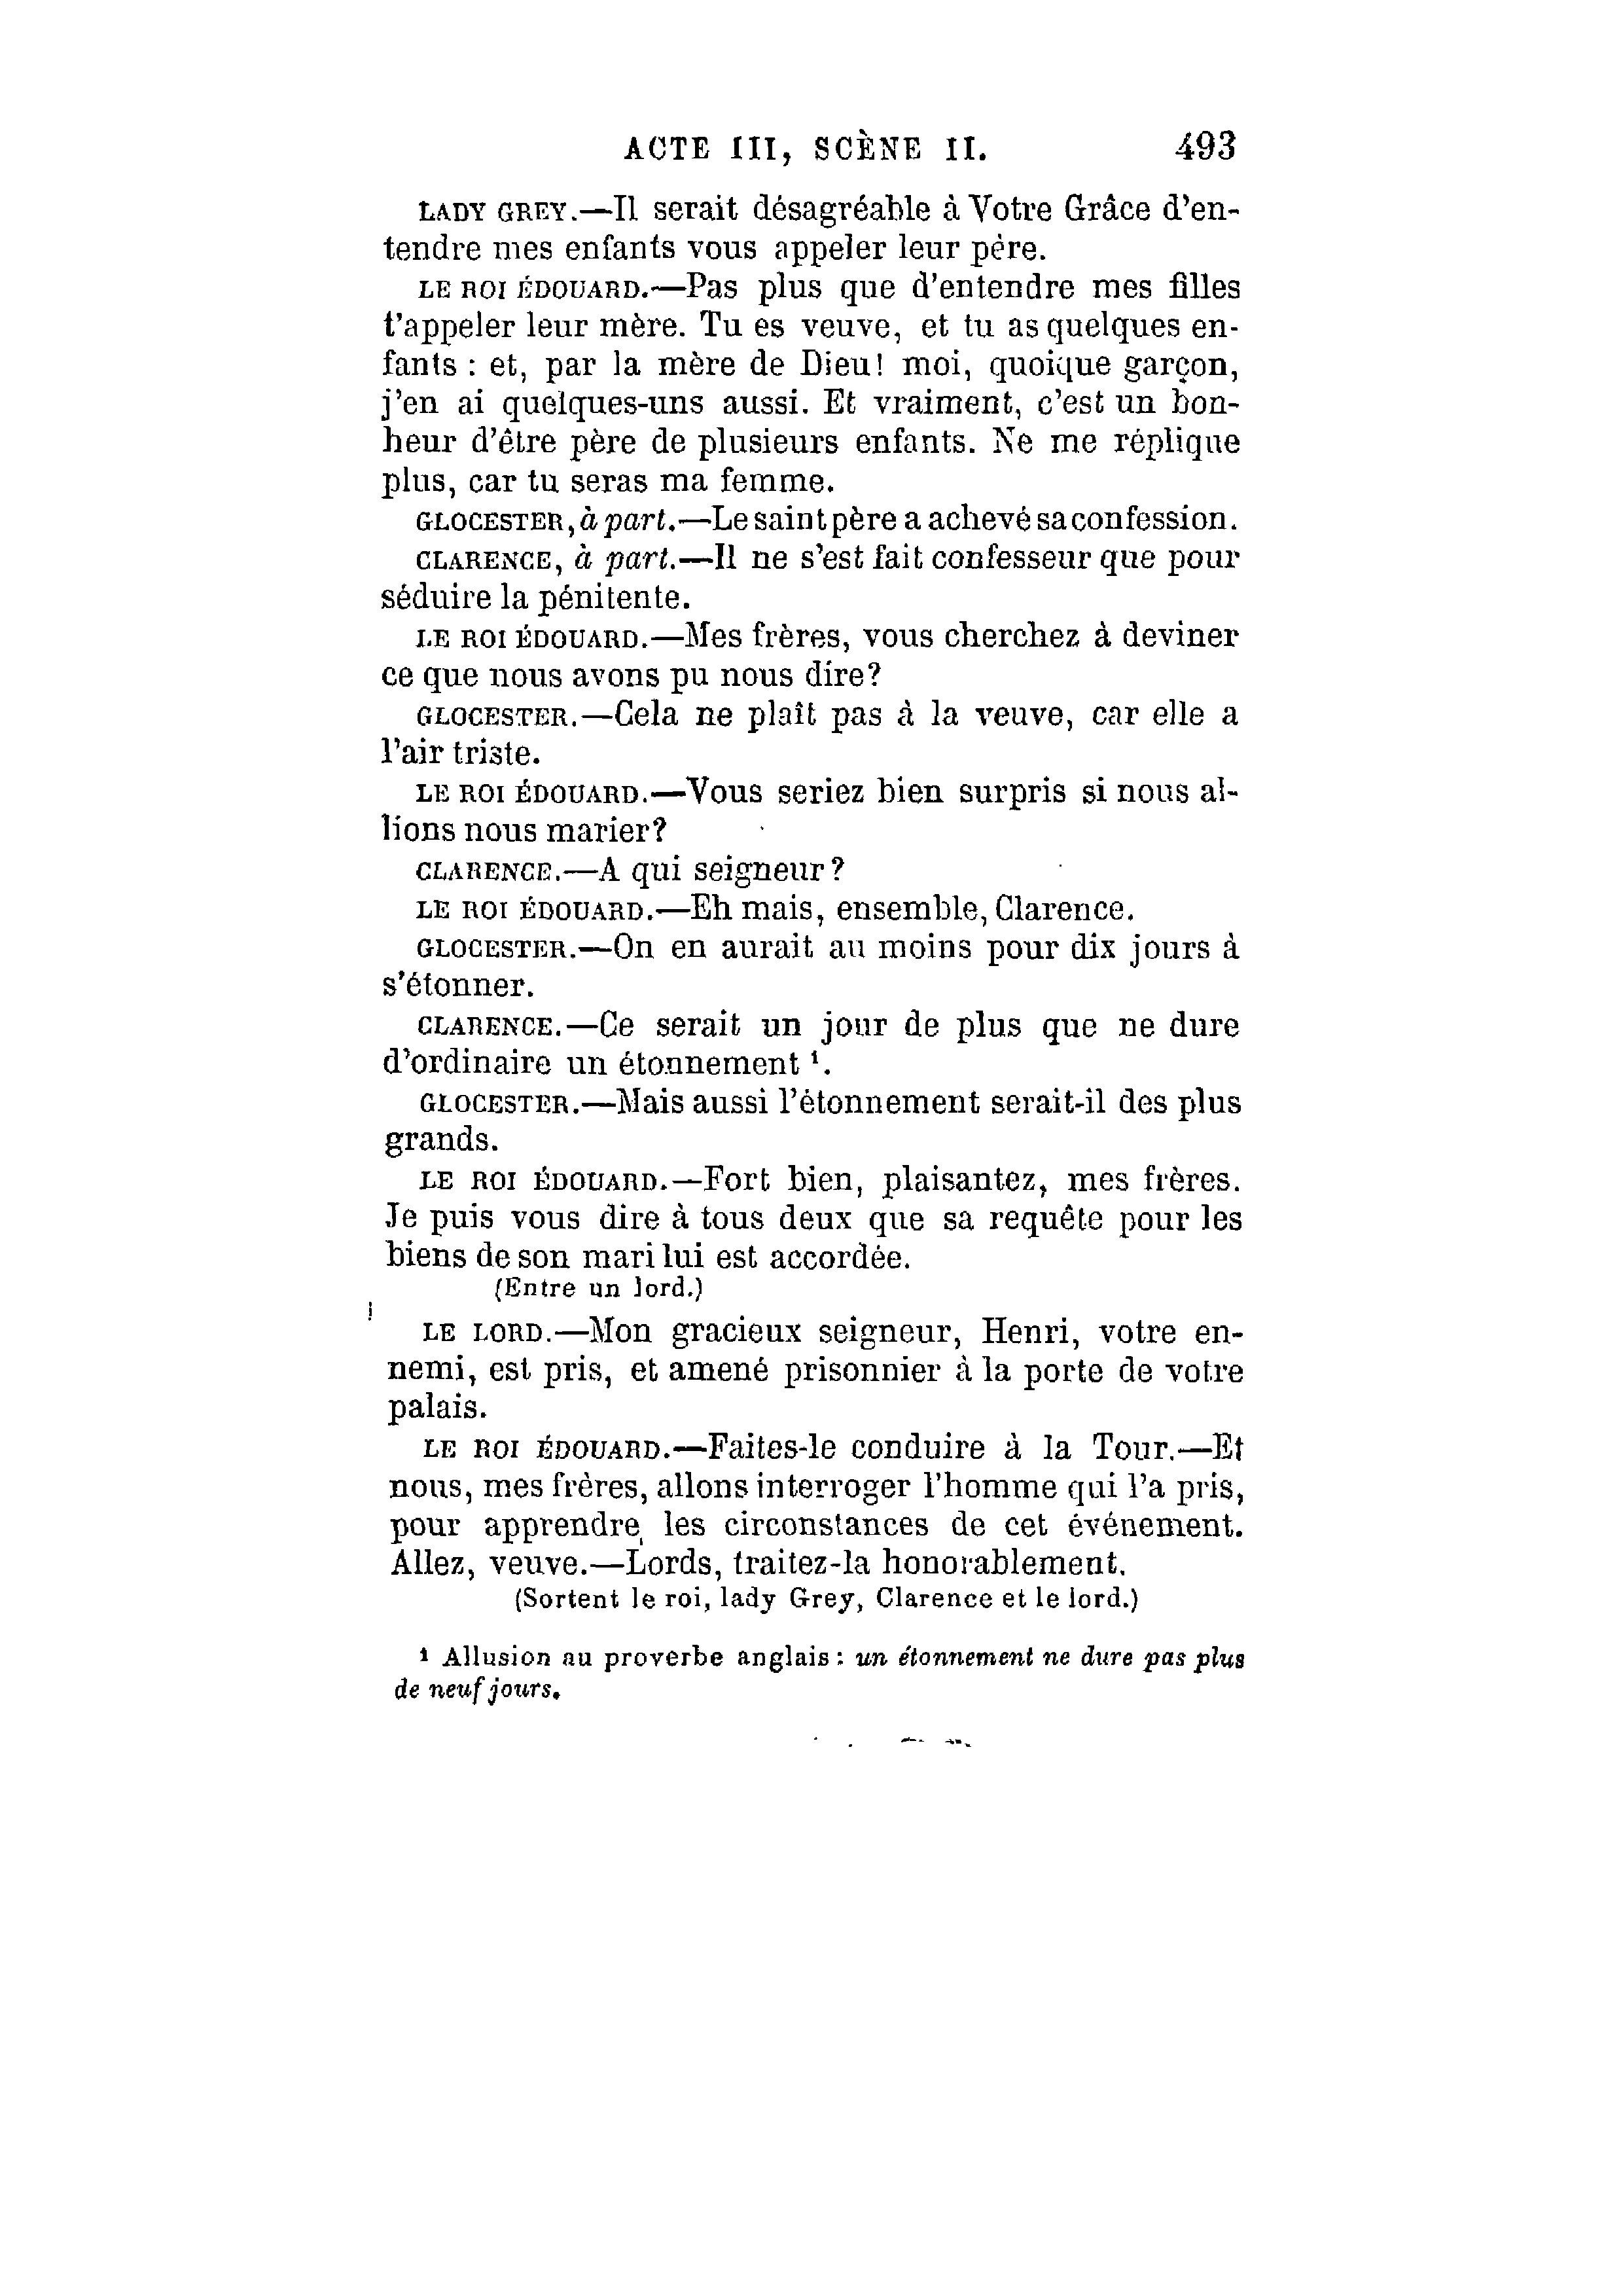 ACTE III, SCÈNE II. 493
LADY GREY.—Il serait désagréable à Votre Grâce d'en-
tendre mes enfants vous appeler leur père.
LE ROI ÉDOUARD.—Pas plus que d'entendre mes filles
t'appeler leur mère. Tu es veuve, et tu as quelques en-
fants : et, par la mère de Dieu! moi, quoique garçon,
j'en ai quelques-uns aussi. Et vraiment, c'est un bon-
heur d'être père de plusieurs enfants. Ne me réplique
plus, car tu seras ma femme.
GLOCESTER, à part.—Le saint père a achevé sa confession.
CLARENCE, à part.—Il ne s'est fait confesseur que pour
séduire la pénitente.
LE ROI ÉDOUARD.—Mes frères, vous cherchez à deviner
ce que nous avons pu nous dire?
GLOCESTER.—Cela ne plaît pas à la veuve, car elle a
l'air triste.
LE ROI ÉDOUARD.—Vous seriez bien surpris si nous al-
lions nous marier?
CLARENCE.—A qui seigneur?
LE ROI ÉDOUARD.—Eh mais, ensemble, Clarence.
GLOCESTER.—On en aurait au moins pour dix jours à
s'étonner.
CLARENCE.—Ce serait un jour de plus que ne dure
d'ordinaire un étonnement ¹.
GLOCESTER.—Mais aussi l'étonnement serait-il des plus
grands.
LE ROI ÉDOUARD.—Fort bien, plaisantez, mes frères.
Je puis vous dire à tous deux que sa requête pour les
biens de son mari lui est accordée.
(Entre un lord.)
LE LORD.—Mon gracieux seigneur, Henri, votre en-
nemi, est pris, et amené prisonnier à la porte de votre
palais.
LE ROI ÉDOUARD.—Faites-le conduire à la Tour.—Et
nous, mes frères, allons interroger l'homme qui l'a pris,
pour apprendre les circonstances de cet événement.
Allez, veuve.—Lords, traitez-la honorablement.
(Sortent le roi, lady Grey, Clarence et le lord.)
¹ Allusion au proverbe anglais : un étonnement ne dure pas plus
de neuf jours.